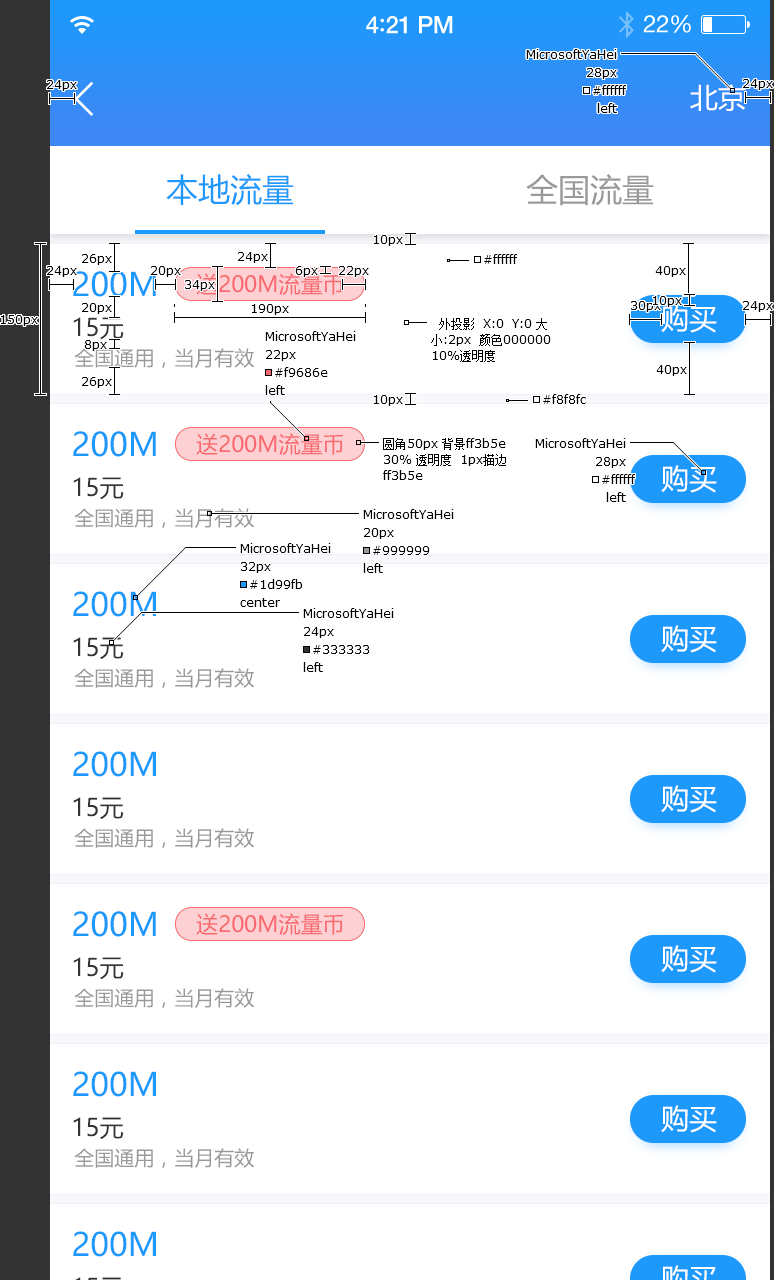 4:21 PM
22%
MicrosoftYaHei
28px
#ffffff
left
24px
24px
北京
本地流量
全国流量
10px
26px
24px
#ffffff
40px
24px
20px
6px
22px
200M
34px
送200M流量币
190px
20px
150px
15元
8px
全国通用，当月有效
26px
30px
10px
24px
购买
40px
外投影 X:0 Y:0 大
小:2px 颜色000000
10%透明度
MicrosoftYaHei
22px
#f9686e
left
10px
#f8f8fc
200M
送200M流量币
圆角50px 背景ff3b5e
30% 透明度 1px描边
ff3b5e
MicrosoftYaHei
28px
#ffffff
left
购买
15元
全国通用，当月有效
MicrosoftYaHei
20px
#999999
left
MicrosoftYaHei
32px
#1d99fb
center
200M
MicrosoftYaHei
24px
#333333
left
15元
购买
全国通用，当月有效
200M
15元
购买
全国通用，当月有效
200M
送200M流量币
15元
购买
全国通用，当月有效
200M
15元
购买
全国通用，当月有效
200M
15元
购买